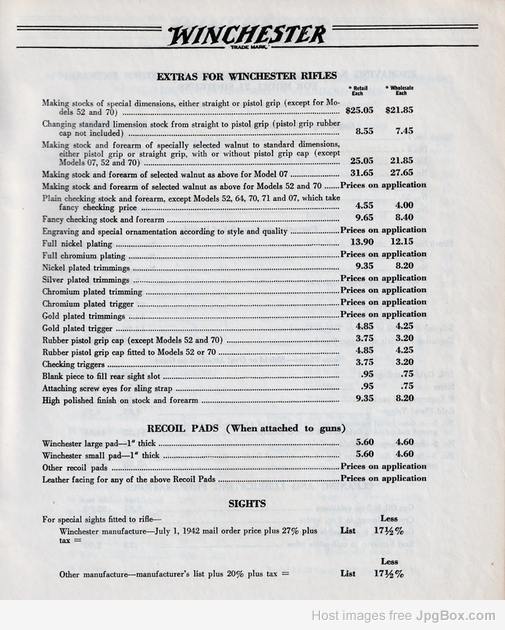 WINCHESTER
TRADE MARK
EXTRAS FOR WINCHESTER RIFLES
* Retail Each * Wholesale Each
Making stocks of special dimensions, either straight or pistol grip (except for Mo-
dels 52 and 70) $25.05 $21.85
Changing standard limension stock from straight to pistol grip (pistol grip rubber
cap not included) 8.55 7.45
Making stock and forearm of specially selected walnut to standard dimensions,
either pistol grip or straight grip, with or without pistol grip cap (except
Models 07, 52 and 70) 25.05 21.85
Making stock and forearm of selected walnut as above for Model 07 31.65 27.65
Making stock and forearm of selected walnut as above for Models 52 and 70 Prices on application
Plain checking stock and forearm, except Models 52, 64, 70, 71 and 07, which take
fancy checking price 4.55 4.00
Fancy checking stock and forearm 9.65 8.40
Engraving and special ornamentation according to style and quality Prices on application
Full nickel plating 13.90 12.15
Full chromium plating Prices on application
Nickel plated trimmings 9.35 8.20
Silver plated trimmings Prices on application
Chromium plated trimming Prices on application
Chromium plated trigger Prices on application
Gold plated trimmings Prices on application
Gold plated trigger 4.85 4.25
Rubber pistol grip cap (except Models 52 and 70) 3.75 3.20
Rubber pistol grip cap fitted to Models 52 or 70 4.85 4.25
Checking triggers 3.75 3.20
Blank piece to fill rear sight slot .95 .75
Attaching screw eyes for sling strap .95 .75
High polished finish on stock and forearm 9.35 8.20
RECOIL PADS (When attached to guns)
Winchester large pad—1" thick 5.60 4.60
Winchester small pad—1" thick 5.60 4.60
Other recoil pads Prices on application
Leather facing for any of the above Recoil Pads Prices on application
SIGHTS
For special sights fitted to rifle— Less
Winchester manufacture—July 1, 1942 mail order price plus 27% plus List 17½%
tax =
Less
Other manufacture—manufacturer's list plus 20% plus tax = List 17½%
Host images free JpgBox.com